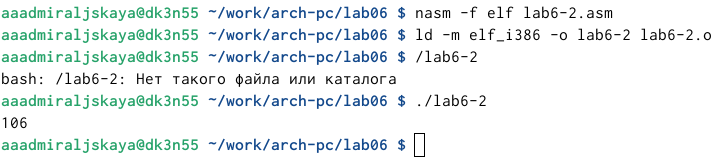 aaadmiraljskaya@dk3n55 ~/work/arch-pc/lab06 $ nasm -f elf lab6-2.asm
aaadmiraljskaya@dk3n55 ~/work/arch-pc/lab06 $ ld -m elf_i386 -o lab6-2 lab6-2.o
aaadmiraljskaya@dk3n55 ~/work/arch-pc/lab06 $ /lab6-2
bash: /lab6-2: Нет такого файла или каталога
aaadmiraljskaya@dk3n55 ~/work/arch-pc/lab06 $ ./lab6-2
106
aaadmiraljskaya@dk3n55 ~/work/arch-pc/lab06 $